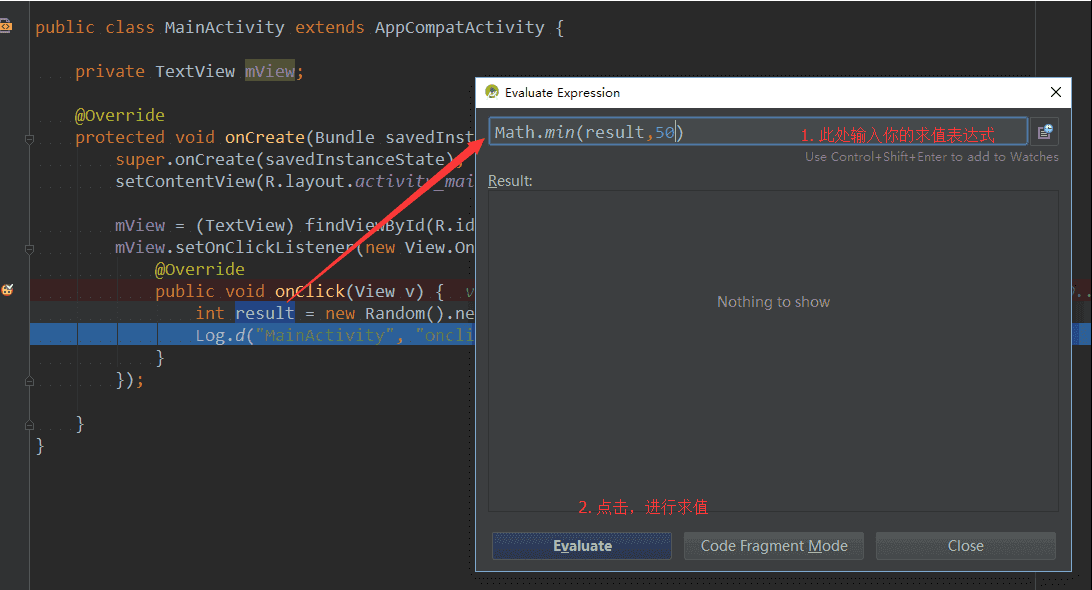 public class MainActivity extends AppCompatActivity {
private TextView mView;
@Override
protected void onCreate(Bundle savedInst
super.onCreate(savedInstanceState);
setContentView(R.layout.activity_mai
mView = (TextView) findViewById(R.id
mView.setOnClickListener(new View.On
@Override
public void onClick(View v) { v
int result = new Random().ne
Log.d("MainActivity", "oncli
}
});
}
}
Evaluate Expression
Math.min(result,50)
1. 此处输入你的求值表达式
Use Control+Shift+Enter to add to Watches
Result:
Nothing to show
2. 点击，进行求值
Evaluate
Code Fragment Mode
Close